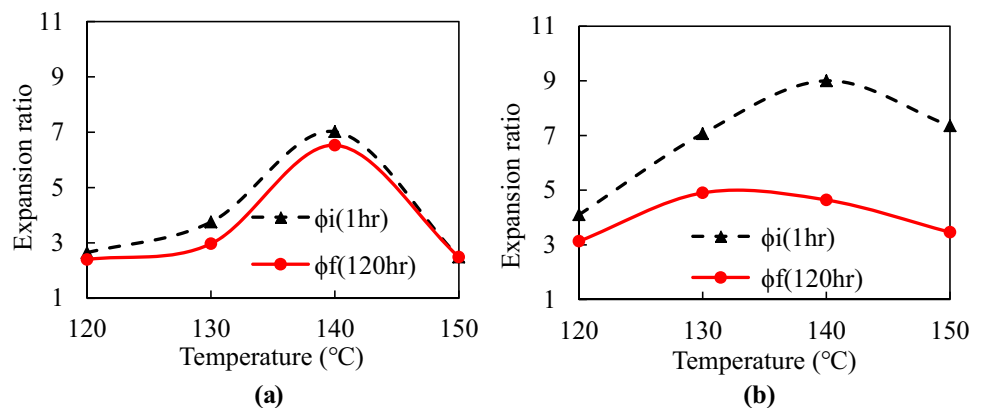 11
9
7
5
3
1
Expansion ratio
ϕi(1hr)
ϕf(120hr)
120 130 140 150
Temperature (℃)
(a)
11
9
7
5
3
1
Expansion ratio
ϕi(1hr)
ϕf(120hr)
120 130 140 150
Temperature (℃)
(b)